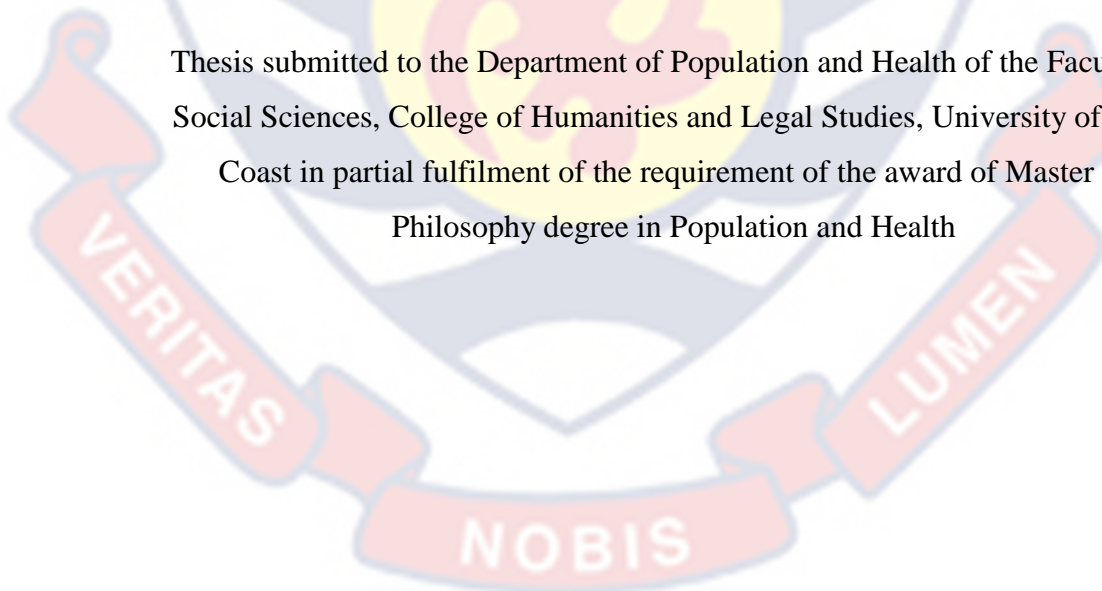 Thesis submitted to the Department of Population and Health of the Facu
Social Sciences, College of Humanities and Legal Studies, University of
Coast in partial fulfilment of the requirement of the award of Master
Philosophy degree in Population and Health
VERITAS
NOBIS
LUMEN